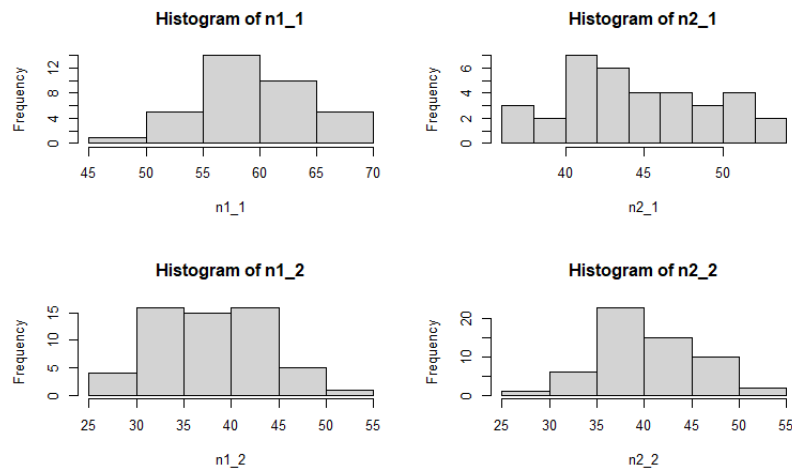 Histogram of n1_1
Frequency
0 4 8 12
45 50 55 60 65 70
n1_1
Histogram of n2_1
Frequency
0 2 4 6
40 45 50
n2_1
Histogram of n1_2
Frequency
0 5 15
25 30 35 40 45 50 55
n1_2
Histogram of n2_2
Frequency
0 10 20
25 30 35 40 45 50 55
n2_2